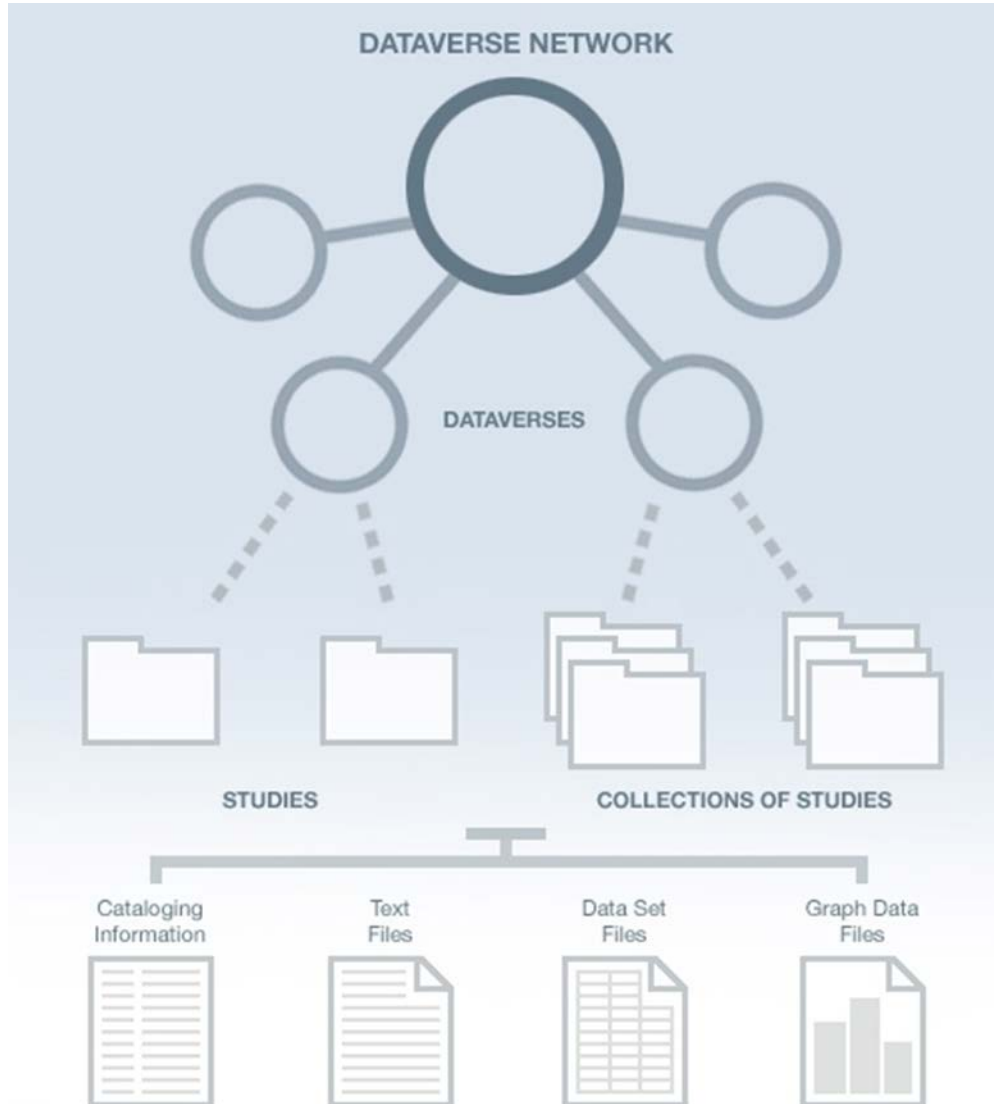 DATAVERSE NETWORK
DATAVERSES
STUDIES
COLLECTIONS OF STUDIES
Cataloging
Information
Text
Files
Data Set
Files
Graph Data
Files